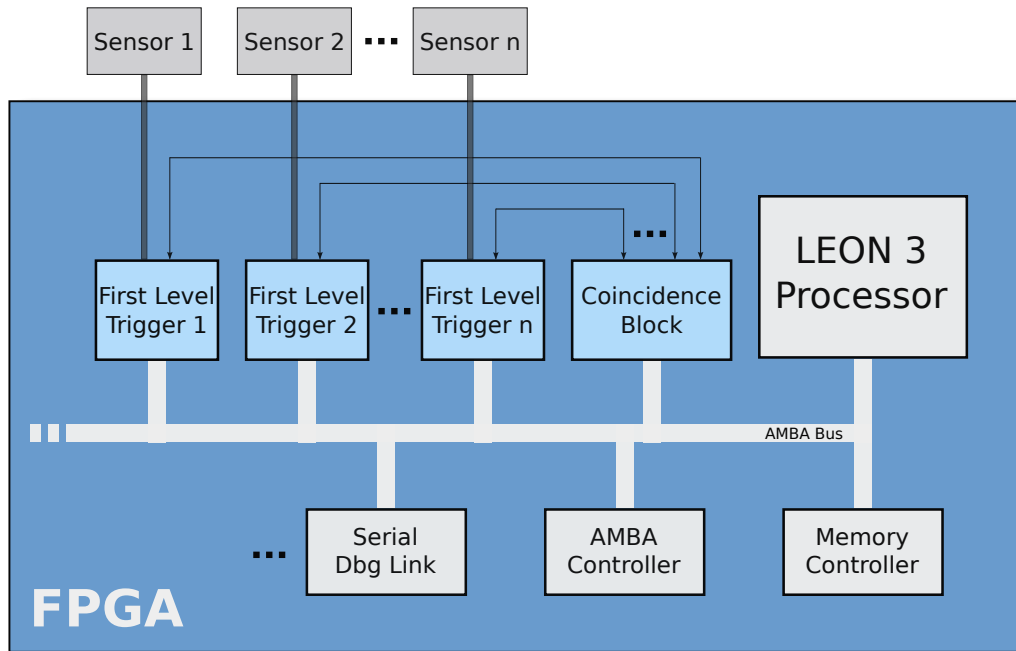 Sensor 1
Sensor 2
...
Sensor n
...
First Level
Trigger 1
First Level
Trigger 2
...
First Level
Trigger n
Coincidence
Block
LEON 3
Processor
AMBA Bus
...
Serial
Dbg Link
AMBA
Controller
Memory
Controller
FPGA